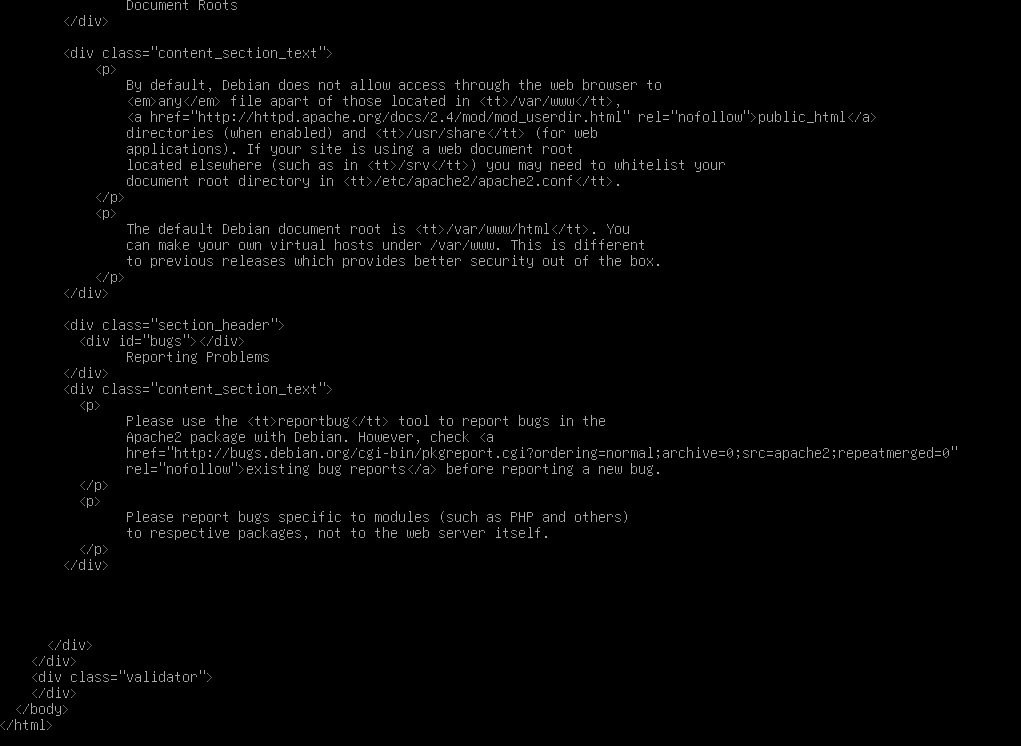 Document Roots
</div>
<div class="content_section_text">
<p>
By default, Debian does not allow access through the web browser to
<em>any</em> file apart of those located in <tt>/var/www</tt>,
<a href="http://httpd.apache.org/docs/2.4/mod/mod_userdir.html" rel="nofollow">public_html</a>
directories (when enabled) and <tt>/usr/share</tt> (for web
applications). If your site is using a web document root
located elsewhere (such as in <tt>/srv</tt>) you may need to whitelist your
document root directory in <tt>/etc/apache2/apache2.conf</tt>.
</p>
<p>
The default Debian document root is <tt>/var/www/html</tt>. You
can make your own virtual hosts under /var/www. This is different
to previous releases which provides better security out of the box.
</p>
</div>
<div class="section_header">
<div id="bugs"></div>
Reporting Problems
</div>
<div class="content_section_text">
<p>
Please use the <tt>reportbug</tt> tool to report bugs in the
Apache2 package with Debian. However, check <a
href="http://bugs.debian.org/cgi-bin/pkgreport.cgi?ordering=normal;archive=0;src=apache2;repeatmerged=0"
rel="nofollow">existing bug reports</a> before reporting a new bug.
</p>
<p>
Please report bugs specific to modules (such as PHP and others)
to respective packages, not to the web server itself.
</p>
</div>
</div>
</div>
<div class="validator">
</div>
</body>
</html>